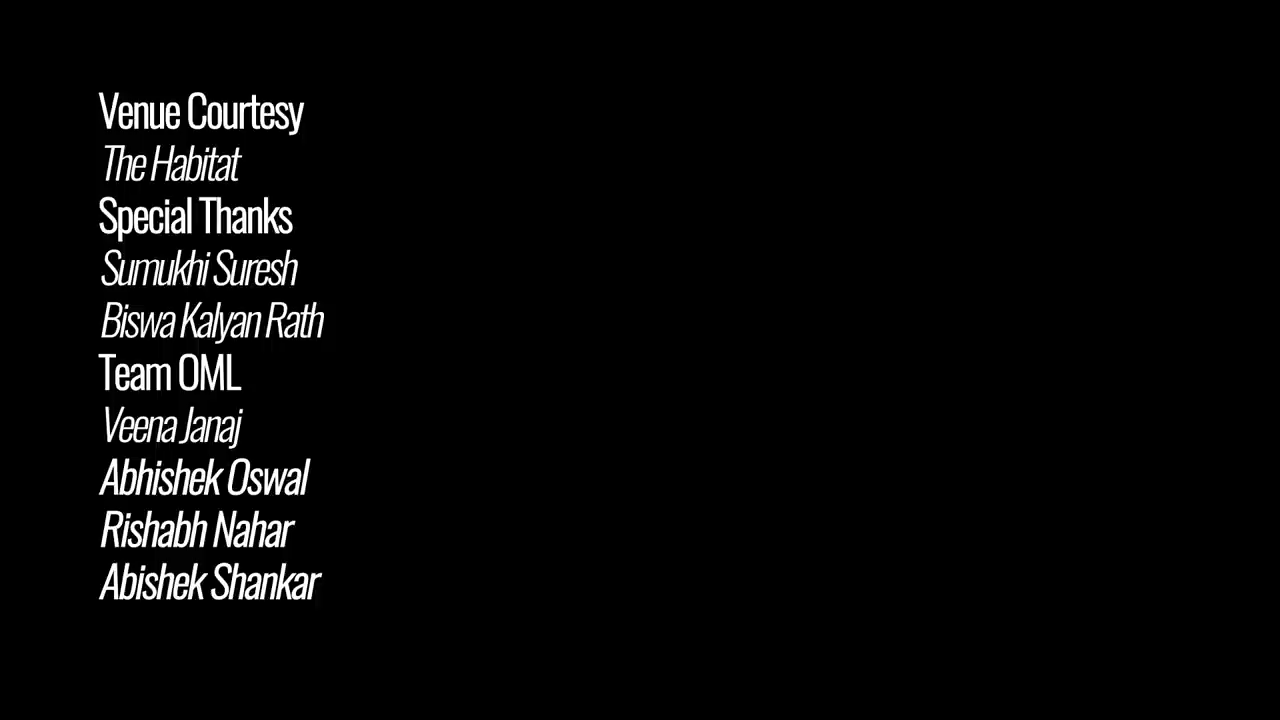 Venue Courtesy
The Habitat
Special Thanks
Sumukhi Suresh
Biswa Kalyan Rath
Team OML
Veena Janaj
Abhishek Oswal
Rishabh Nahar
Abishek Shankar